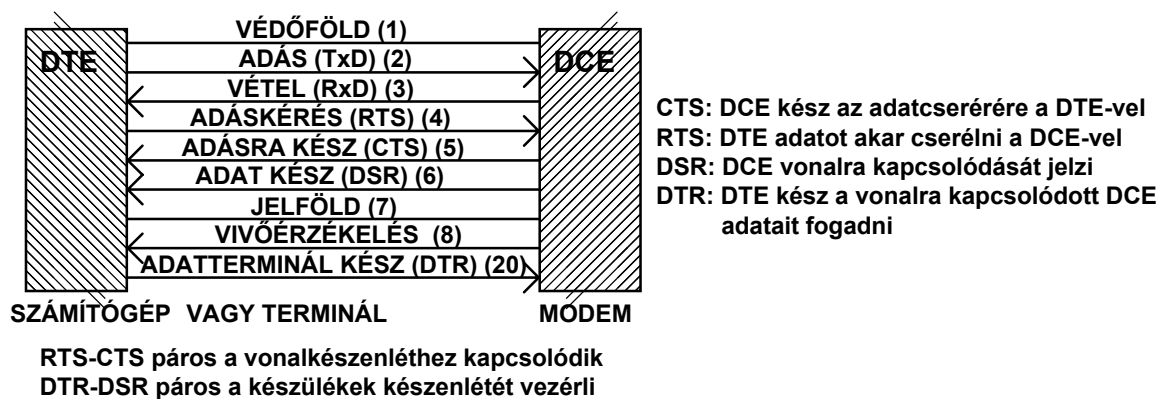 VÉDŐFÖLD (1)
DTE
ADÁS (TxD) (2)
DCE
VÉTEL (RxD) (3)
ADÁSKÉRÉS (RTS) (4)
ADÁSRA KÉSZ (CTS) (5)
ADAT KÉSZ (DSR) (6)
JELFÖLD (7)
VIVŐÉRZÉKELÉS (8)
ADATTERMINÁL KÉSZ (DTR) (20)
SZÁMÍTÓGÉP VAGY TERMINÁL
MODEM
CTS: DCE kész az adatcserérére a DTE-vel
RTS: DTE adatot akar cserélni a DCE-vel
DSR: DCE vonalra kapcsolódását jelzi
DTR: DTE kész a vonalra kapcsolódott DCE
adatait fogadni
RTS-CTS páros a vonalkészenléthez kapcsolódik
DTR-DSR páros a készülékek készenlétét vezérli